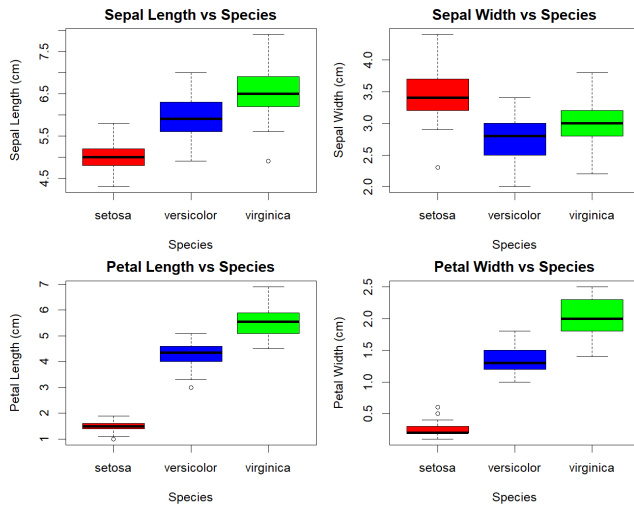 Sepal Length vs Species
Sepal Length (cm)
7.5
6.5
5.5
4.5
setosa versicolor virginica
Species
Sepal Width vs Species
Sepal Width (cm)
4.0
3.5
3.0
2.5
2.0
setosa versicolor virginica
Species
Petal Length vs Species
Petal Length (cm)
7
6
5
4
3
2
1
setosa versicolor virginica
Species
Petal Width vs Species
Petal Width (cm)
2.5
2.0
1.5
1.0
0.5
setosa versicolor virginica
Species